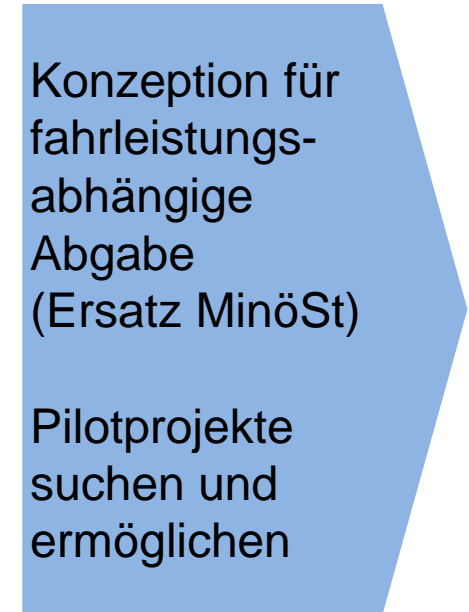 Konzeption für
fahrleistungs-
abhängige
Abgabe
(Ersatz MinöSt)
Pilotprojekte
suchen und
ermöglichen